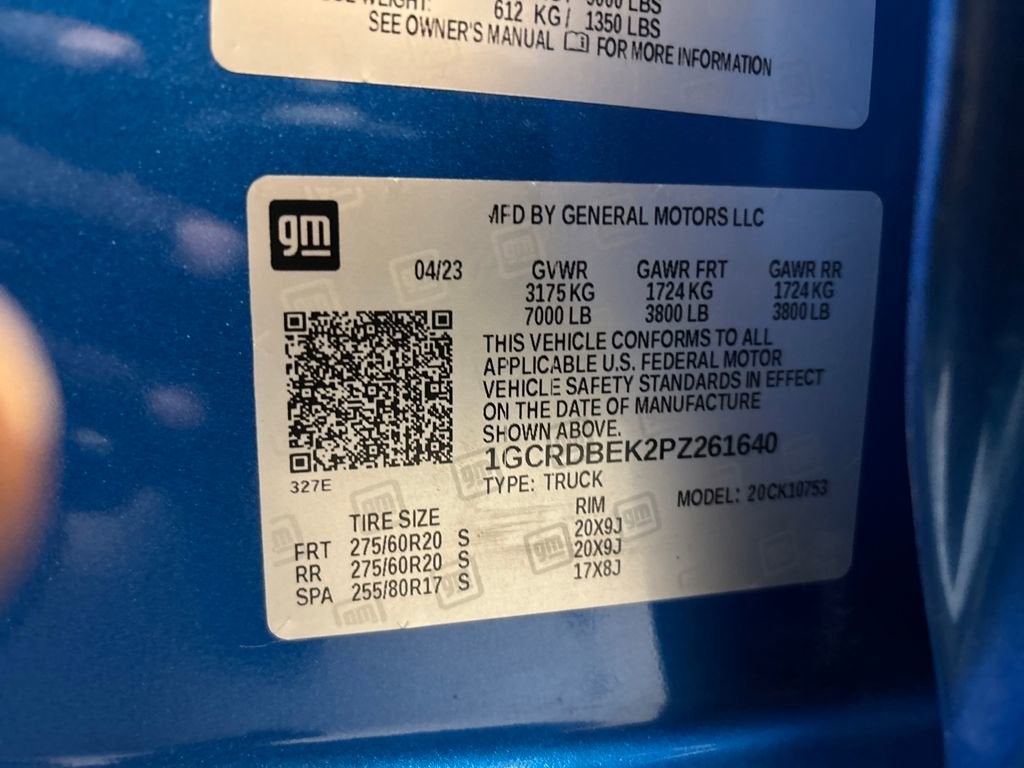 612 KG / 1350 LBS
SEE OWNER'S MANUAL FOR MORE INFORMATION
gm
MFD BY GENERAL MOTORS LLC
04/23 GVWR GAWR FRT GAWR RR
3175 KG 1724 KG 1724 KG
7000 LB 3800 LB 3800 LB
THIS VEHICLE CONFORMS TO ALL
APPLICABLE U.S. FEDERAL MOTOR
VEHICLE SAFETY STANDARDS IN EFFECT
ON THE DATE OF MANUFACTURE
SHOWN ABOVE.
1GCRDBEK2PZ261640
327E
TYPE: TRUCK
MODEL: 20CK10753
TIRE SIZE RIM
FRT 275/60R20 S 20X9J
RR 275/60R20 S 20X9J
SPA 255/80R17 S 17X8J